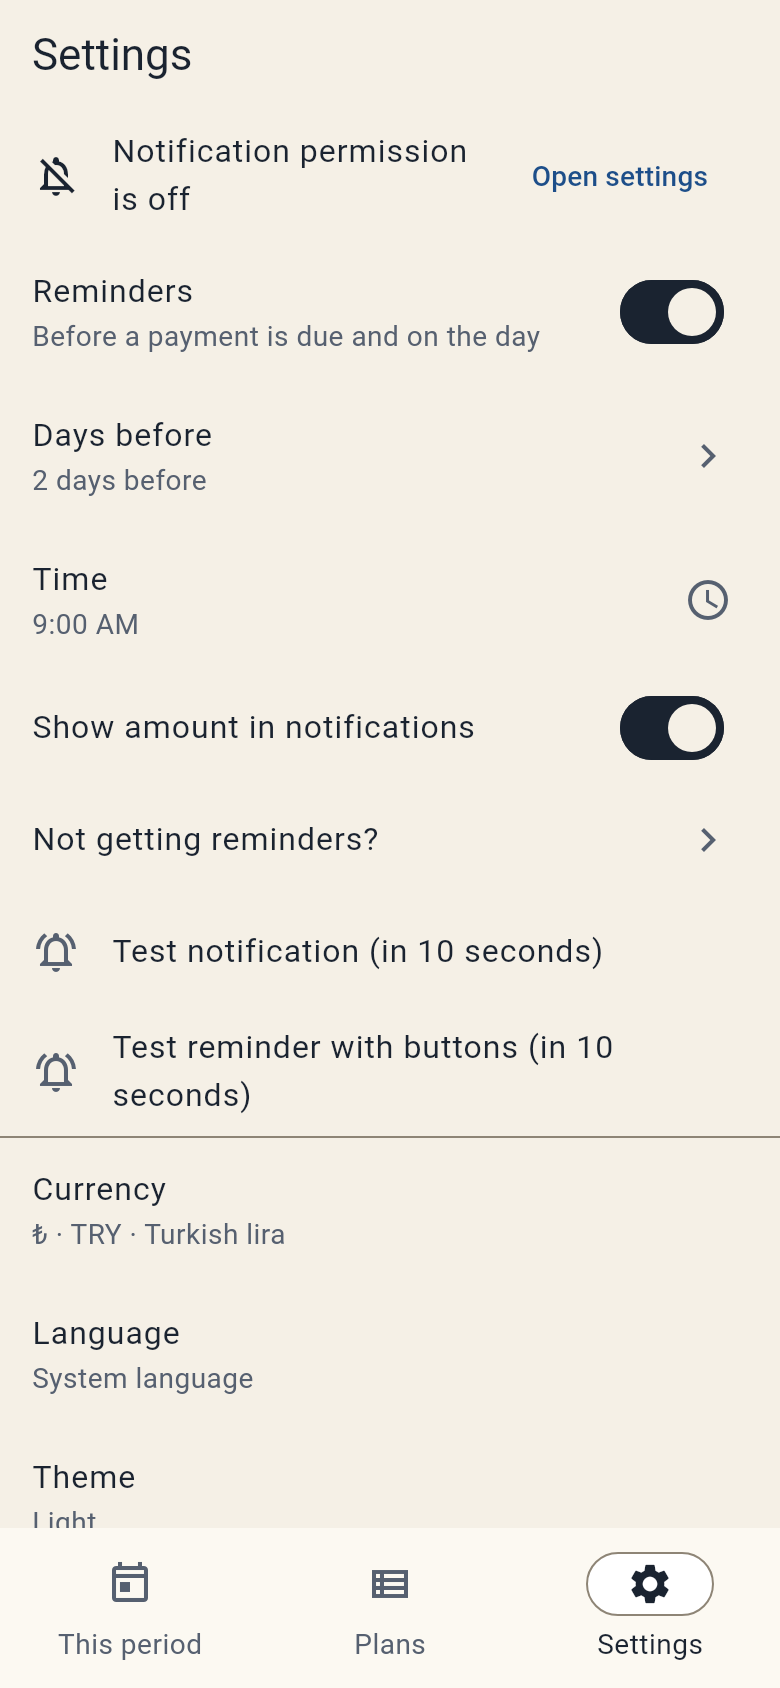 Settings
Notification permission
is off
Open settings
Reminders
Before a payment is due and on the day
Days before
2 days before
Time
9:00 AM
Show amount in notifications
Not getting reminders?
Test notification (in 10 seconds)
Test reminder with buttons (in 10
seconds)
Currency
₺ · TRY · Turkish lira
Language
System language
Theme
Light
This period
Plans
Settings